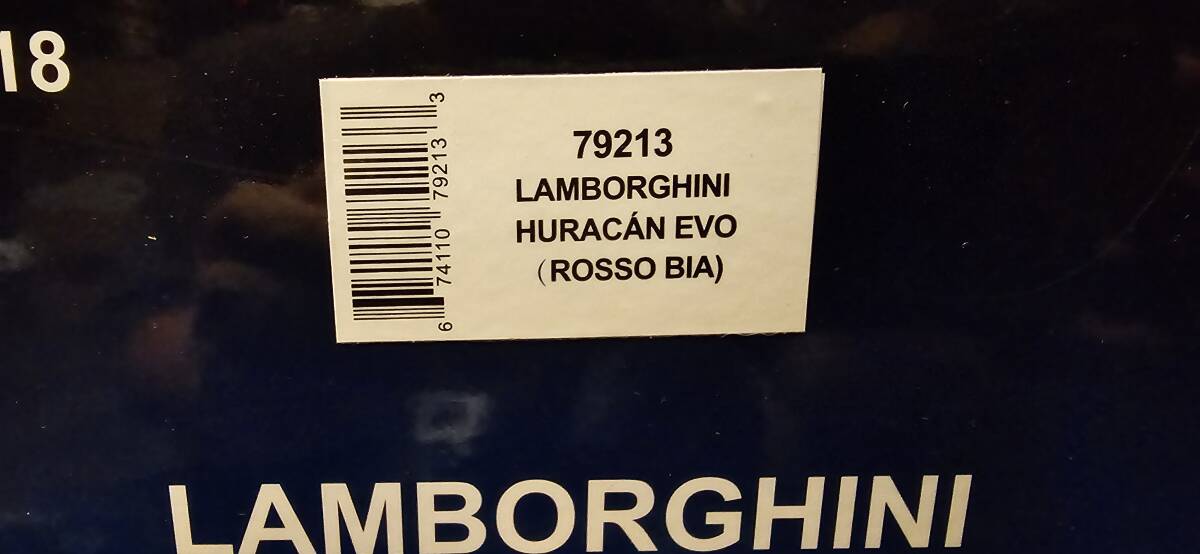 18
79213
LAMBORGHINI
HURACÁN EVO
(ROSSO BIA)
6 74110 79213 3
LAMBORGHINI